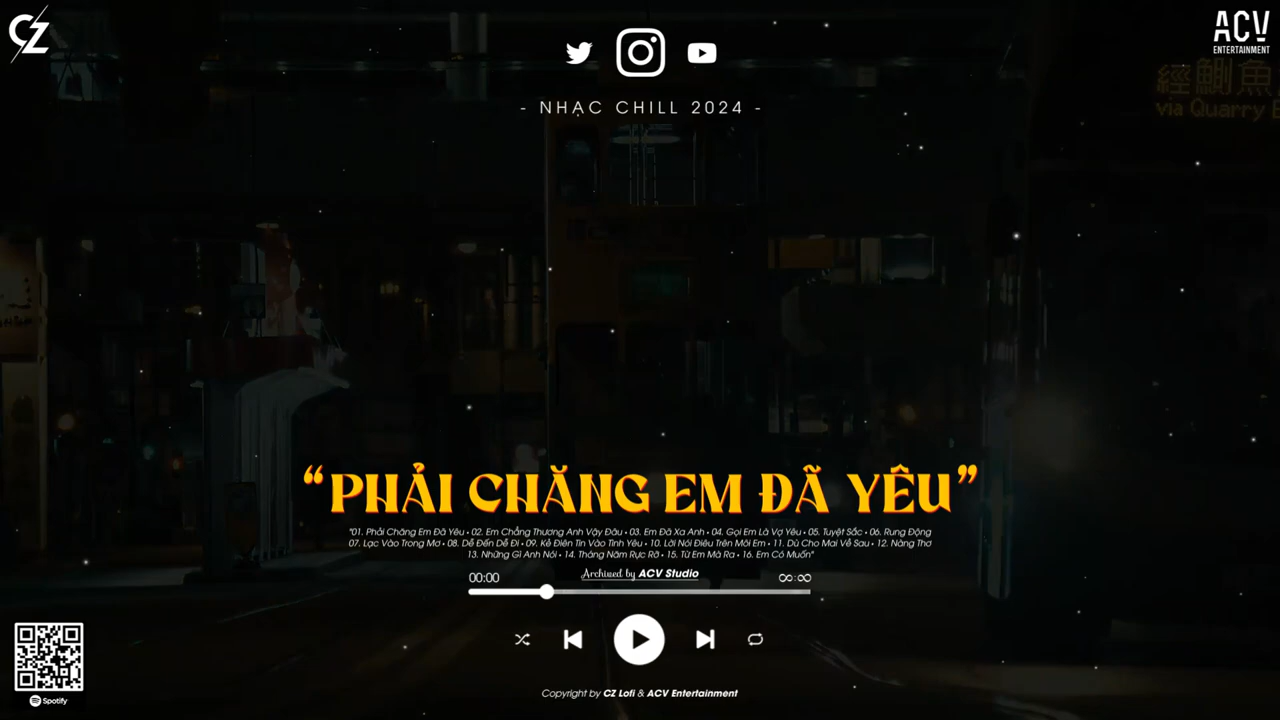 CZ
ACV
ENTERTAINMENT
- NHẠC CHILL 2024 -
經鰂魚
via Quarry
“PHẢI CHĂNG EM ĐÃ YÊU”
"01. Phải Chăng Em Đã Yêu • 02. Em Chẳng Thương Anh Vậy Đâu • 03. Em Đã Xa Anh • 04. Gọi Em Là Vợ Yêu • 05. Tuyệt Sắc • 06. Rung Động
07. Lạc Vào Trong Mơ • 08. Dễ Đến Dễ Đi • 09. Kẻ Điên Tin Vào Tình Yêu • 10. Lời Nói Điêu Trên Môi Em • 11. Dù Cho Mai Về Sau • 12. Nàng Thơ
13. Những Gì Anh Nói • 14. Tháng Năm Rực Rỡ • 15. Từ Em Mà Ra • 16. Em Có Muốn"
Archived by ACV Studio
00:00
∞:∞
Spotify
Copyright by CZ Lofi & ACV Entertainment